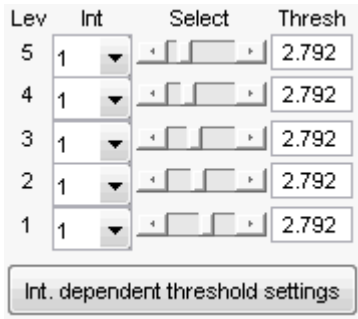 Lev Int Select Thresh
5 1 2.792
4 1 2.792
3 1 2.792
2 1 2.792
1 1 2.792
Int. dependent threshold settings